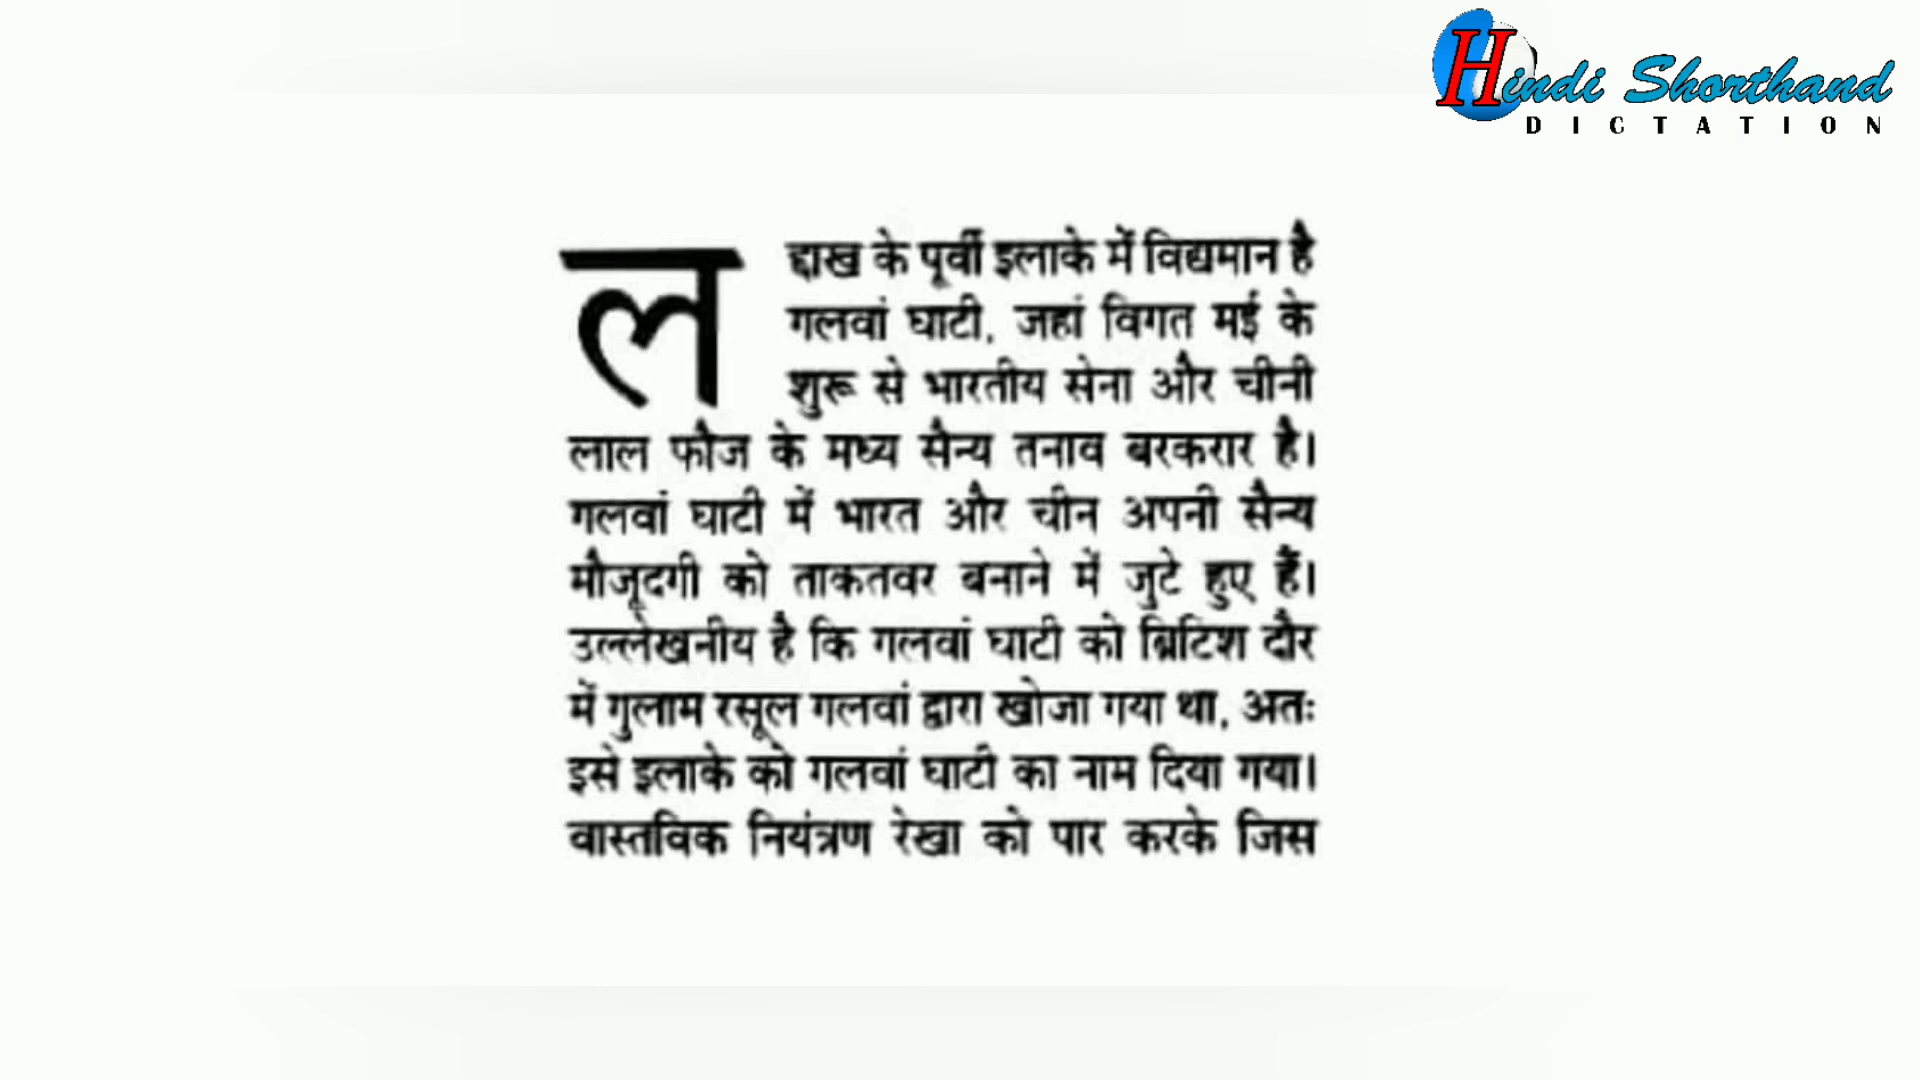 Hindi Shorthand
DICTATION
लद्दाख के पूर्वी इलाके में विद्यमान है
गलवां घाटी, जहां विगत मई के
शुरू से भारतीय सेना और चीनी
लाल फौज के मध्य सैन्य तनाव बरकरार है।
गलवां घाटी में भारत और चीन अपनी सैन्य
मौजूदगी को ताकतवर बनाने में जुटे हुए हैं।
उल्लेखनीय है कि गलवां घाटी को ब्रिटिश दौर
में गुलाम रसूल गलवां द्वारा खोजा गया था, अतः
इसे इलाके को गलवां घाटी का नाम दिया गया।
वास्तविक नियंत्रण रेखा को पार करके जिस